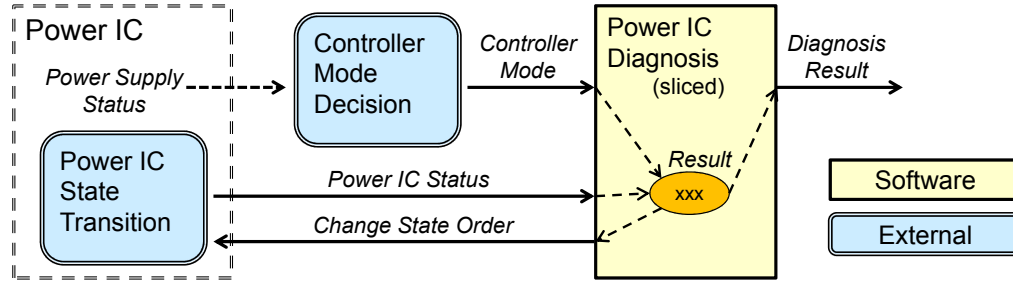 Power IC
Power Supply
Status
Power IC
State
Transition
Controller
Mode
Decision
Controller
Mode
Power IC Status
Change State Order
Power IC
Diagnosis
(sliced)
Result
xxx
Diagnosis
Result
Software
External